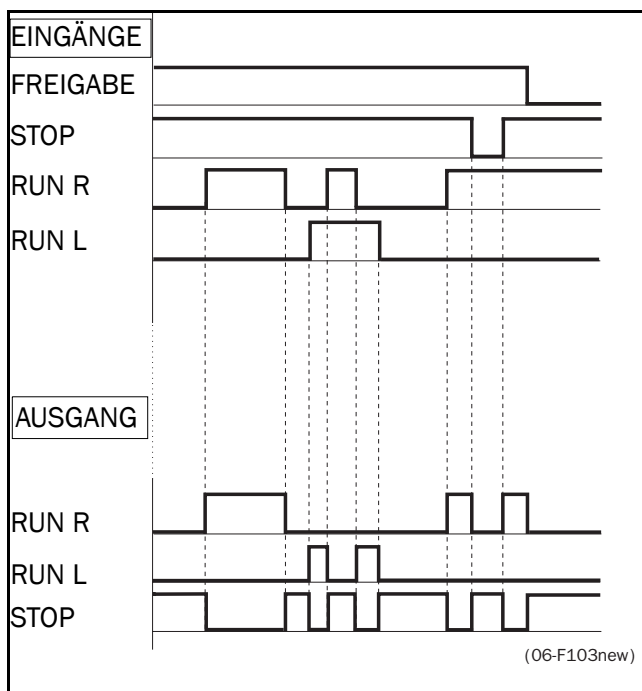 EINGÄNGE
FREIGABE
STOP
RUN R
RUN L
AUSGANG
RUN R
RUN L
STOP
(06-F103new)